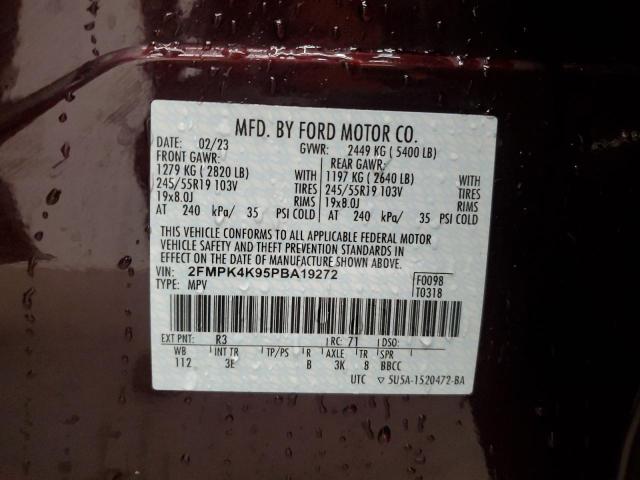 MFD. BY FORD MOTOR CO.
DATE: 02/23 GVWR: 2449 KG ( 5400 LB)
FRONT GAWR: REAR GAWR:
1279 KG ( 2820 LB) WITH 1197 KG ( 2640 LB) WITH
245/55R19 103V TIRES 245/55R19 103V TIRES
19x8.0J RIMS 19x8.0J RIMS
AT 240 kPa/ 35 PSI COLD AT 240 kPa/ 35 PSI COLD
THIS VEHICLE CONFORMS TO ALL APPLICABLE FEDERAL MOTOR
VEHICLE SAFETY AND THEFT PREVENTION STANDARDS IN
EFFECT ON THE DATE OF MANUFACTURE SHOWN ABOVE.
VIN: 2FMPK4K95PBA19272 F0098
TYPE: MPV T0318
EXT PNT: R3 RC: 71 DSO:
WB INT TR TP/PS R AXLE TR SPR
112 3E B 3K 8 BBCC
UTC ▽ 5U5A-1520472-BA